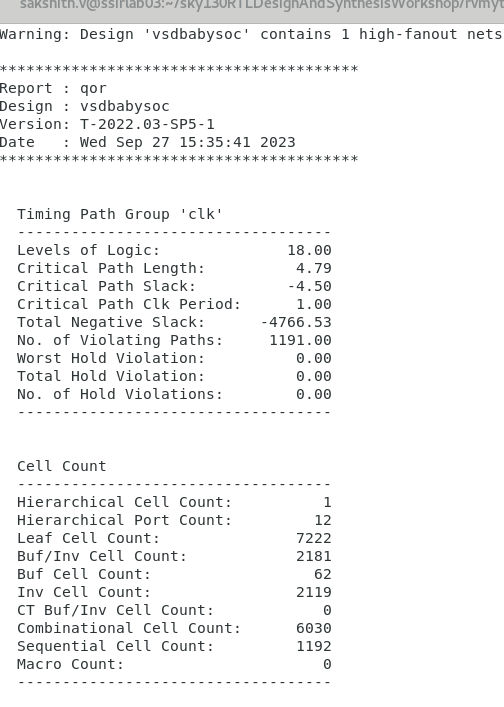 sakshith.v@ssirlab03:~/sky130RTLDesignAndSynthesisWorkshop/rvmyt
Warning: Design 'vsdbabysoc' contains 1 high-fanout nets
****************************************
Report : qor
Design : vsdbabysoc
Version: T-2022.03-SP5-1
Date   : Wed Sep 27 15:35:41 2023
****************************************
Timing Path Group 'clk'
-----------------------------------
Levels of Logic:              18.00
Critical Path Length:          4.79
Critical Path Slack:          -4.50
Critical Path Clk Period:      1.00
Total Negative Slack:      -4766.53
No. of Violating Paths:     1191.00
Worst Hold Violation:          0.00
Total Hold Violation:          0.00
No. of Hold Violations:        0.00
-----------------------------------
Cell Count
-----------------------------------
Hierarchical Cell Count:          1
Hierarchical Port Count:         12
Leaf Cell Count:               7222
Buf/Inv Cell Count:            2181
Buf Cell Count:                  62
Inv Cell Count:                2119
CT Buf/Inv Cell Count:            0
Combinational Cell Count:      6030
Sequential Cell Count:         1192
Macro Count:                      0
-----------------------------------